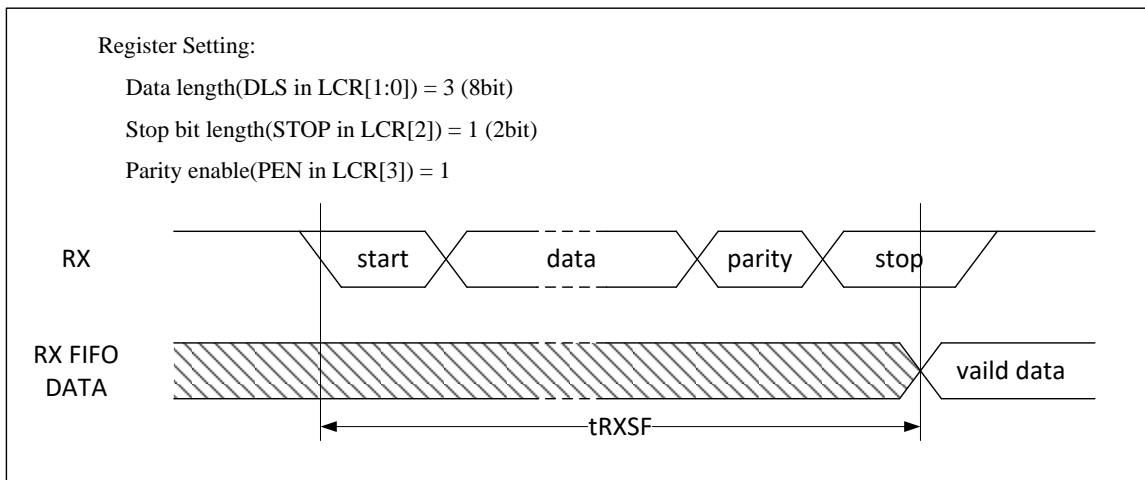 Register Setting:
Data length(DLS in LCR[1:0]) = 3 (8bit)
Stop bit length(STOP in LCR[2]) = 1 (2bit)
Parity enable(PEN in LCR[3]) = 1
RX start data parity stop
RX FIFO
DATA vaild data
tRXSF